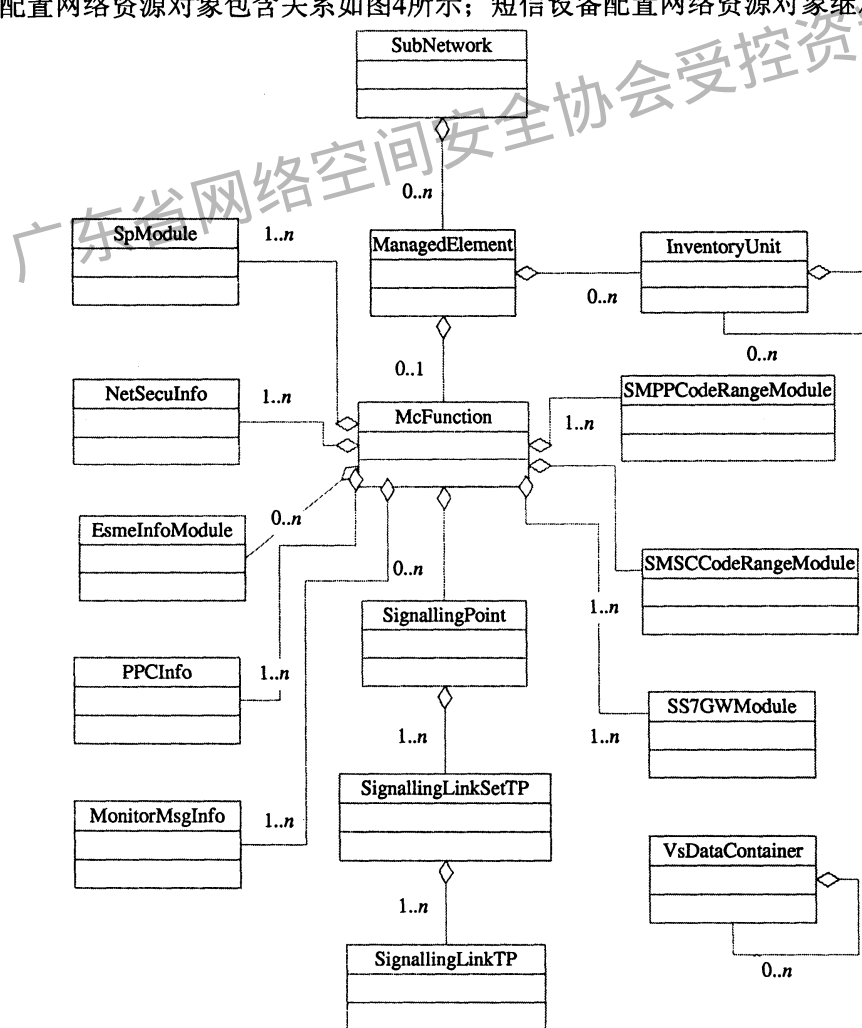 配置网络资源对象包含关系如图4所示；短信设备配置网络资源对象继
广东省网络空间安全协会受控资
SubNetwork
0..n
SpModule
1..n
ManagedElement
InventoryUnit
0..n
0..n
0..1
NetSecuInfo
1..n
McFunction
SMPPCodeRangeModule
1..n
EsmeInfoModule
0..n
0..n
SMSCCodeRangeModule
SignallingPoint
1..n
PPCInfo
1..n
SS7GWModule
1..n
1..n
SignallingLinkSetTP
MonitorMsgInfo
1..n
VsDataContainer
1..n
SignallingLinkTP
0..n